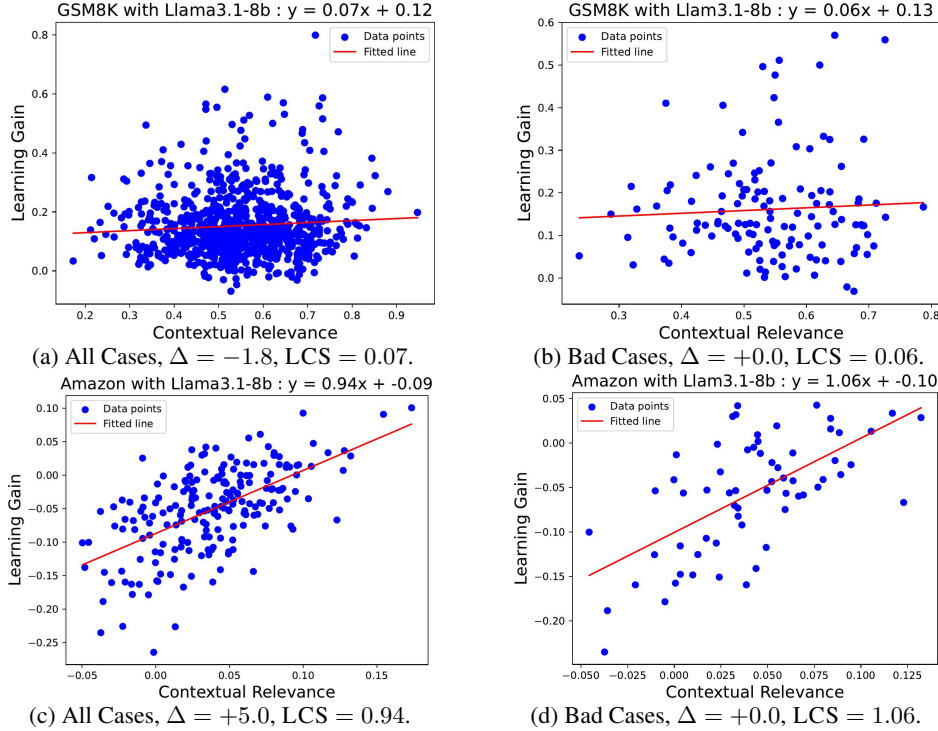 GSM8K with Llama3.1-8b : y = 0.07x + 0.12
Data points
Fitted line
0.8
0.6
0.4
0.2
0.0
Learning Gain
0.2 0.3 0.4 0.5 0.6 0.7 0.8 0.9
Contextual Relevance
(a) All Cases, Δ = −1.8, LCS = 0.07.
GSM8K with Llam3.1-8b : y = 0.06x + 0.13
Data points
Fitted line
0.6
0.5
0.4
0.3
0.2
0.1
0.0
Learning Gain
0.3 0.4 0.5 0.6 0.7 0.8
Contextual Relevance
(b) Bad Cases, Δ = +0.0, LCS = 0.06.
Amazon with Llama3.1-8b : y = 0.94x + -0.09
Data points
Fitted line
0.10
0.05
0.00
−0.05
−0.10
−0.15
−0.20
−0.25
Learning Gain
−0.05 0.00 0.05 0.10 0.15
Contextual Relevance
(c) All Cases, Δ = +5.0, LCS = 0.94.
Amazon with Llam3.1-8b : y = 1.06x + -0.10
Data points
Fitted line
0.05
0.00
−0.05
−0.10
−0.15
−0.20
Learning Gain
−0.050 −0.025 0.000 0.025 0.050 0.075 0.100 0.125
Contextual Relevance
(d) Bad Cases, Δ = +0.0, LCS = 1.06.